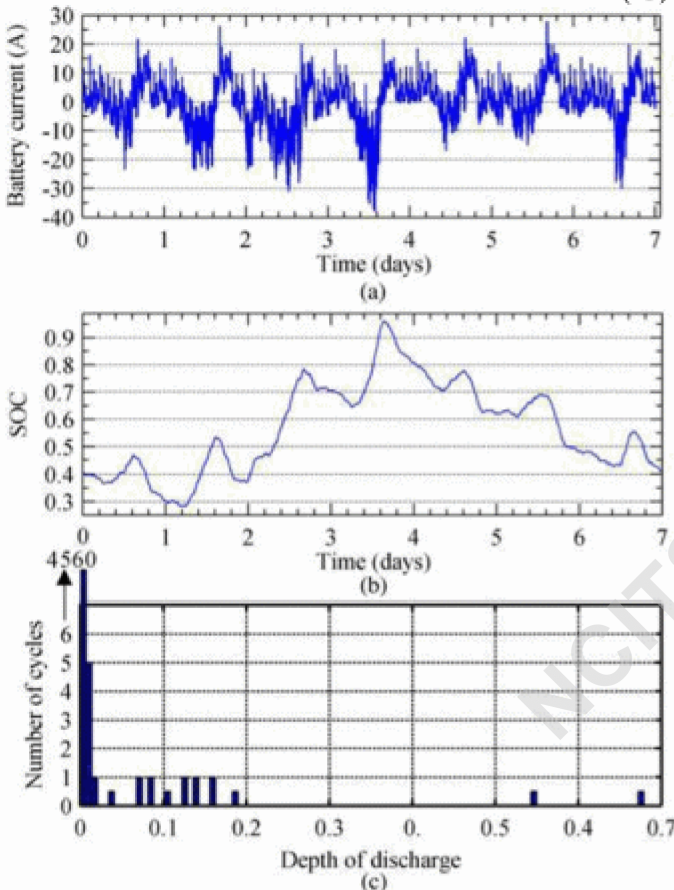 30
20
10
0
-10
-20
-30
-40
Battery current (A)
0 1 2 3 4 5 6 7
Time (days)
(a)
0.9
0.8
0.7
0.6
0.5
0.4
0.3
SOC
0 1 2 3 4 5 6 7
Time (days)
(b)
4560
6
5
4
3
2
1
0
Number of cycles
0 0.1 0.2 0.3 0. 0.5 0.4 0.7
Depth of discharge
(c)
NCITS